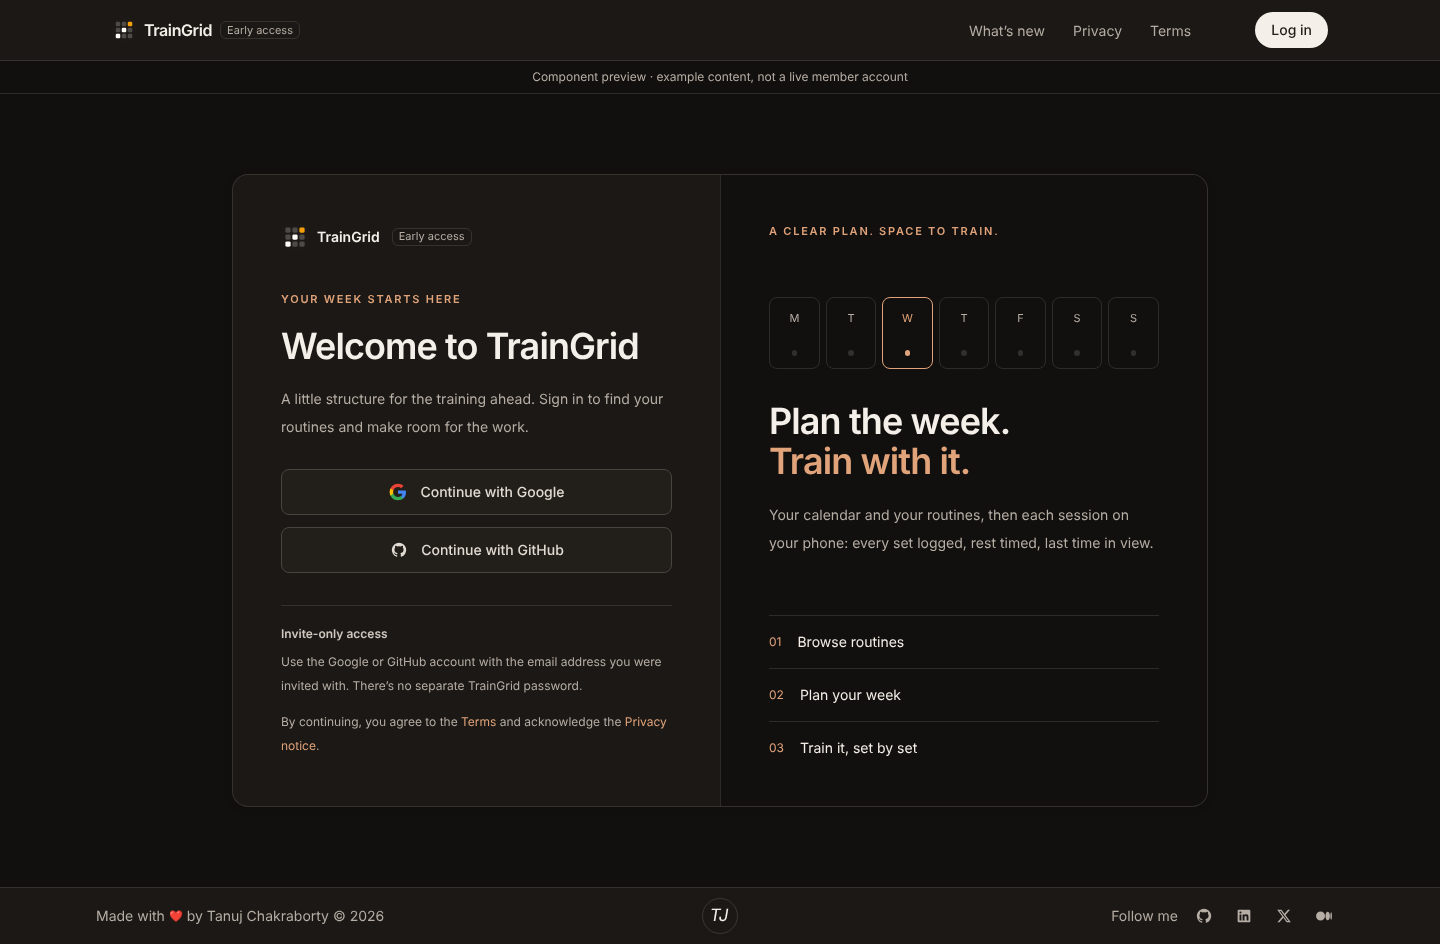 TrainGrid Early access
What's new Privacy Terms Log in
Component preview · example content, not a live member account
TrainGrid Early access
YOUR WEEK STARTS HERE
Welcome to TrainGrid
A little structure for the training ahead. Sign in to find your
routines and make room for the work.
Continue with Google
Continue with GitHub
Invite-only access
Use the Google or GitHub account with the email address you were
invited with. There's no separate TrainGrid password.
By continuing, you agree to the Terms and acknowledge the Privacy
notice.
A CLEAR PLAN. SPACE TO TRAIN.
M T W T F S S
Plan the week.
Train with it.
Your calendar and your routines, then each session on
your phone: every set logged, rest timed, last time in view.
01 Browse routines
02 Plan your week
03 Train it, set by set
Made with ❤️ by Tanuj Chakraborty © 2026
TJ
Follow me